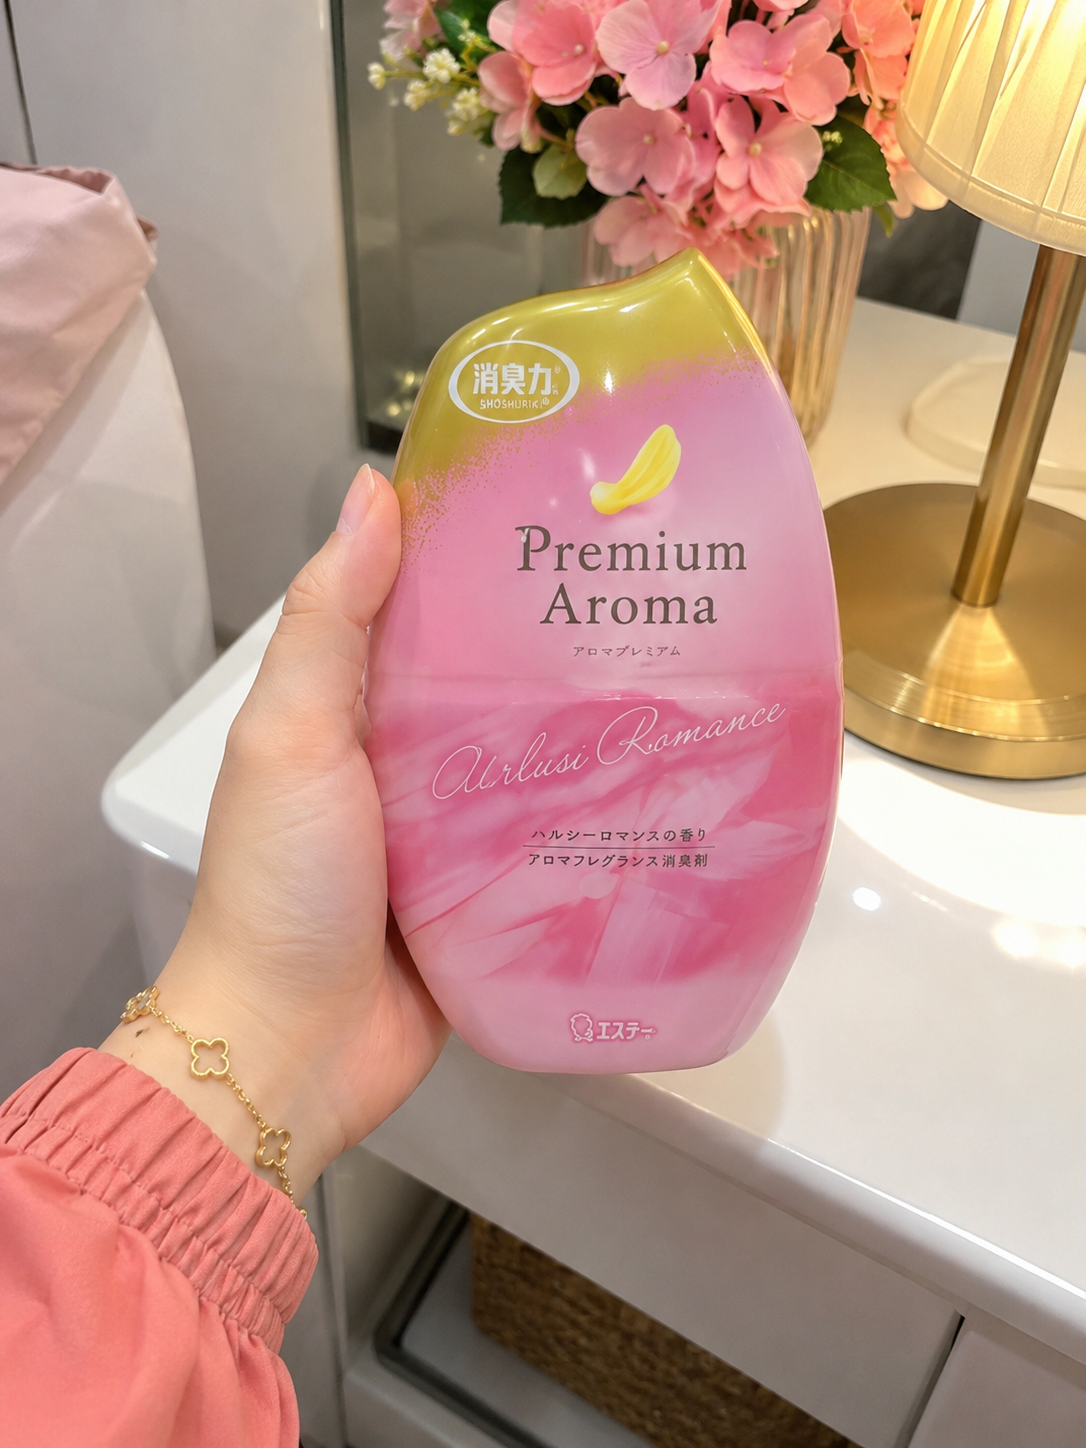 消臭力
SHŌSHŪRIKI
Premium
Aroma
アロマプレミアム
Urlusi Romance
ハルシーロマンスの香り
アロマフレグランス消臭剤
エステー